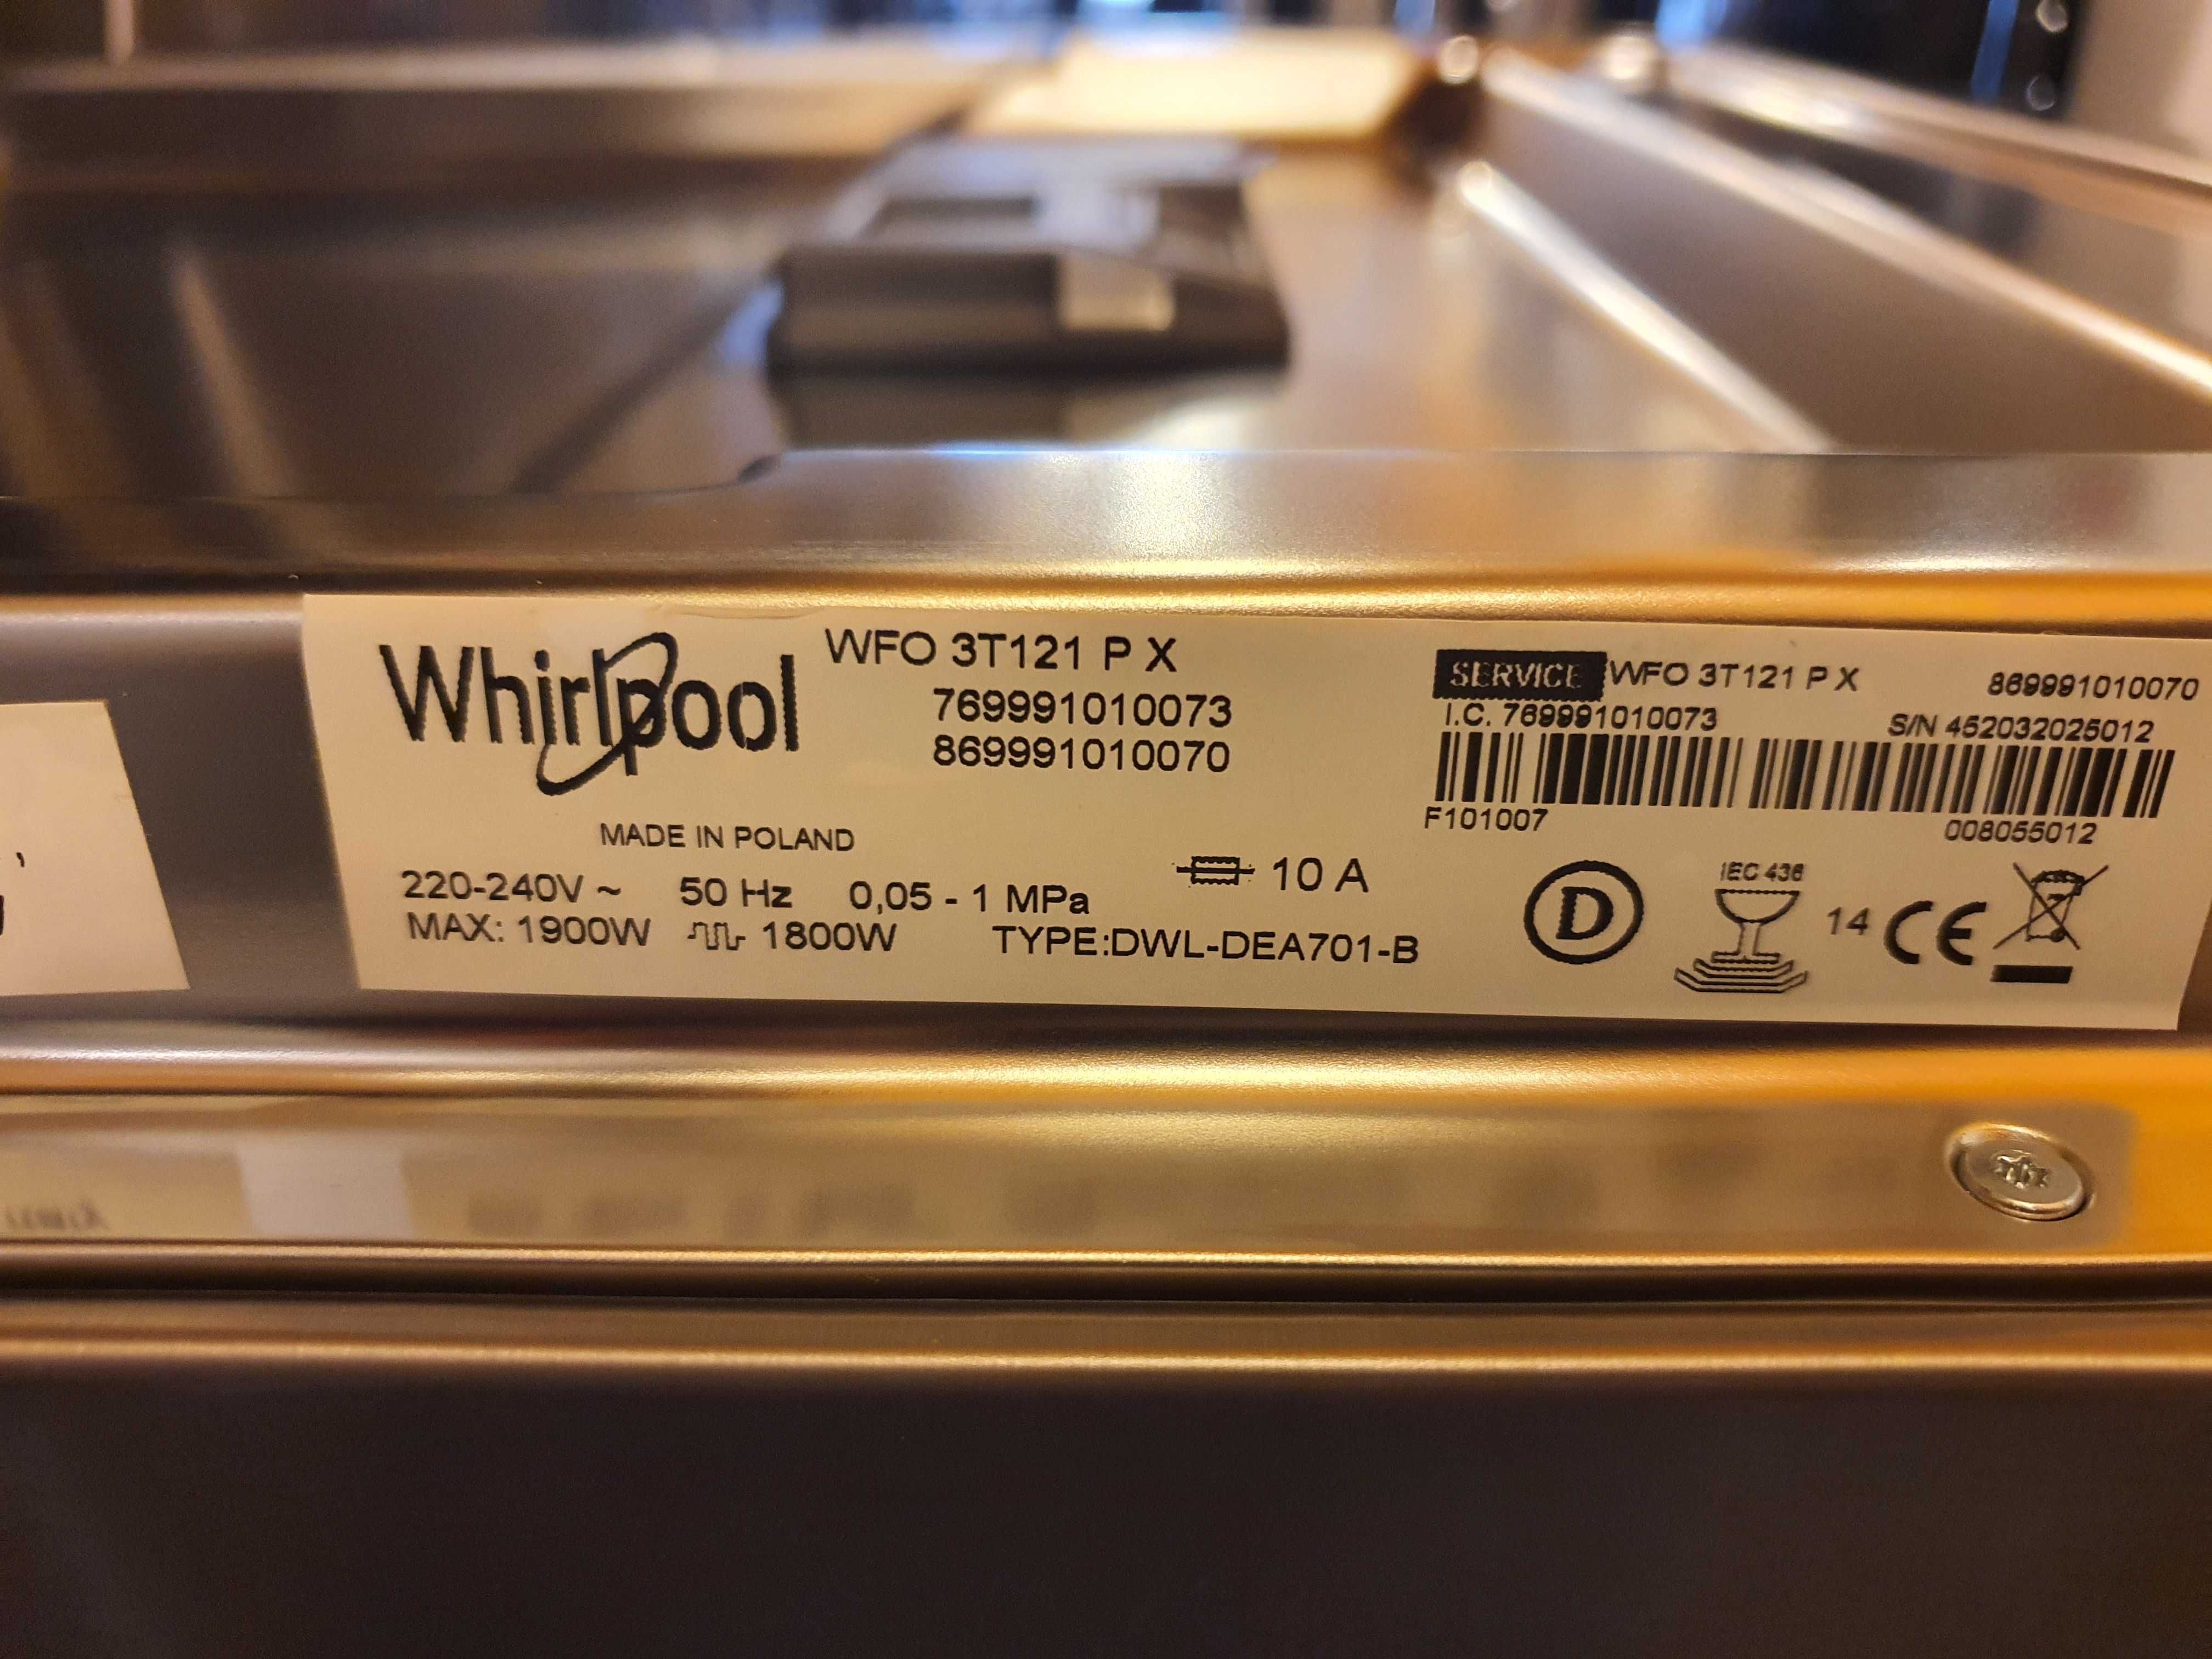 Whirlpool
WFO 3T121 P X
769991010073
869991010070
MADE IN POLAND
220-240V ~ 50 Hz 0,05 - 1 MPa
10 A
MAX: 1900W 1800W TYPE:DWL-DEA701-B
SERVICE WFO 3T121 P X 869991010070
I.C. 769991010073 S/N 452032025012
F101007 008055012
D
IEC 436
14 CE